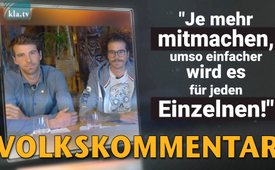 kla.tv
"Je mehr
mitmachen,
umso einfacher
wird es
für jeden
Einzelnen!"
VOLKSKOMMENTAR